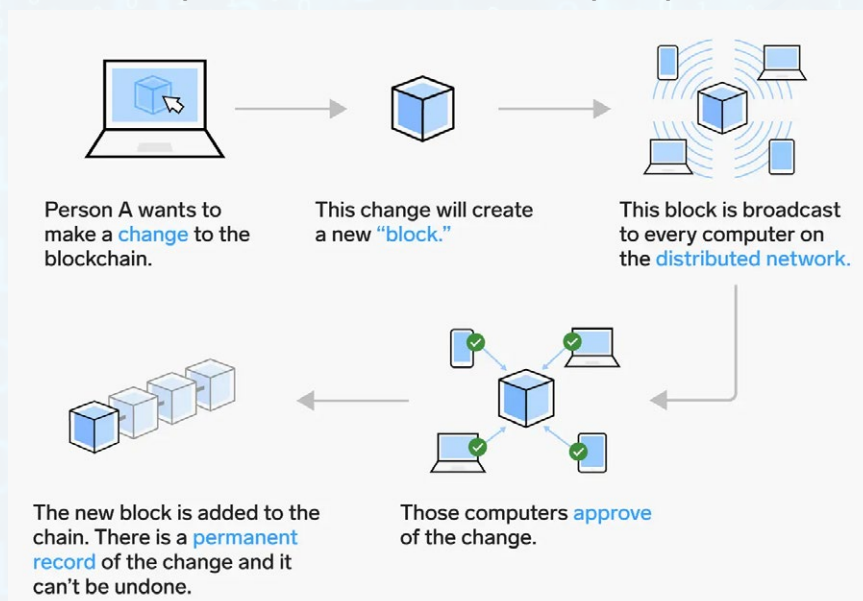 Person A wants to
make a change to the
blockchain.
This change will create
a new “block.”
This block is broadcast
to every computer on
the distributed network.
Those computers approve
of the change.
The new block is added to the
chain. There is a permanent
record of the change and it
can’t be undone.